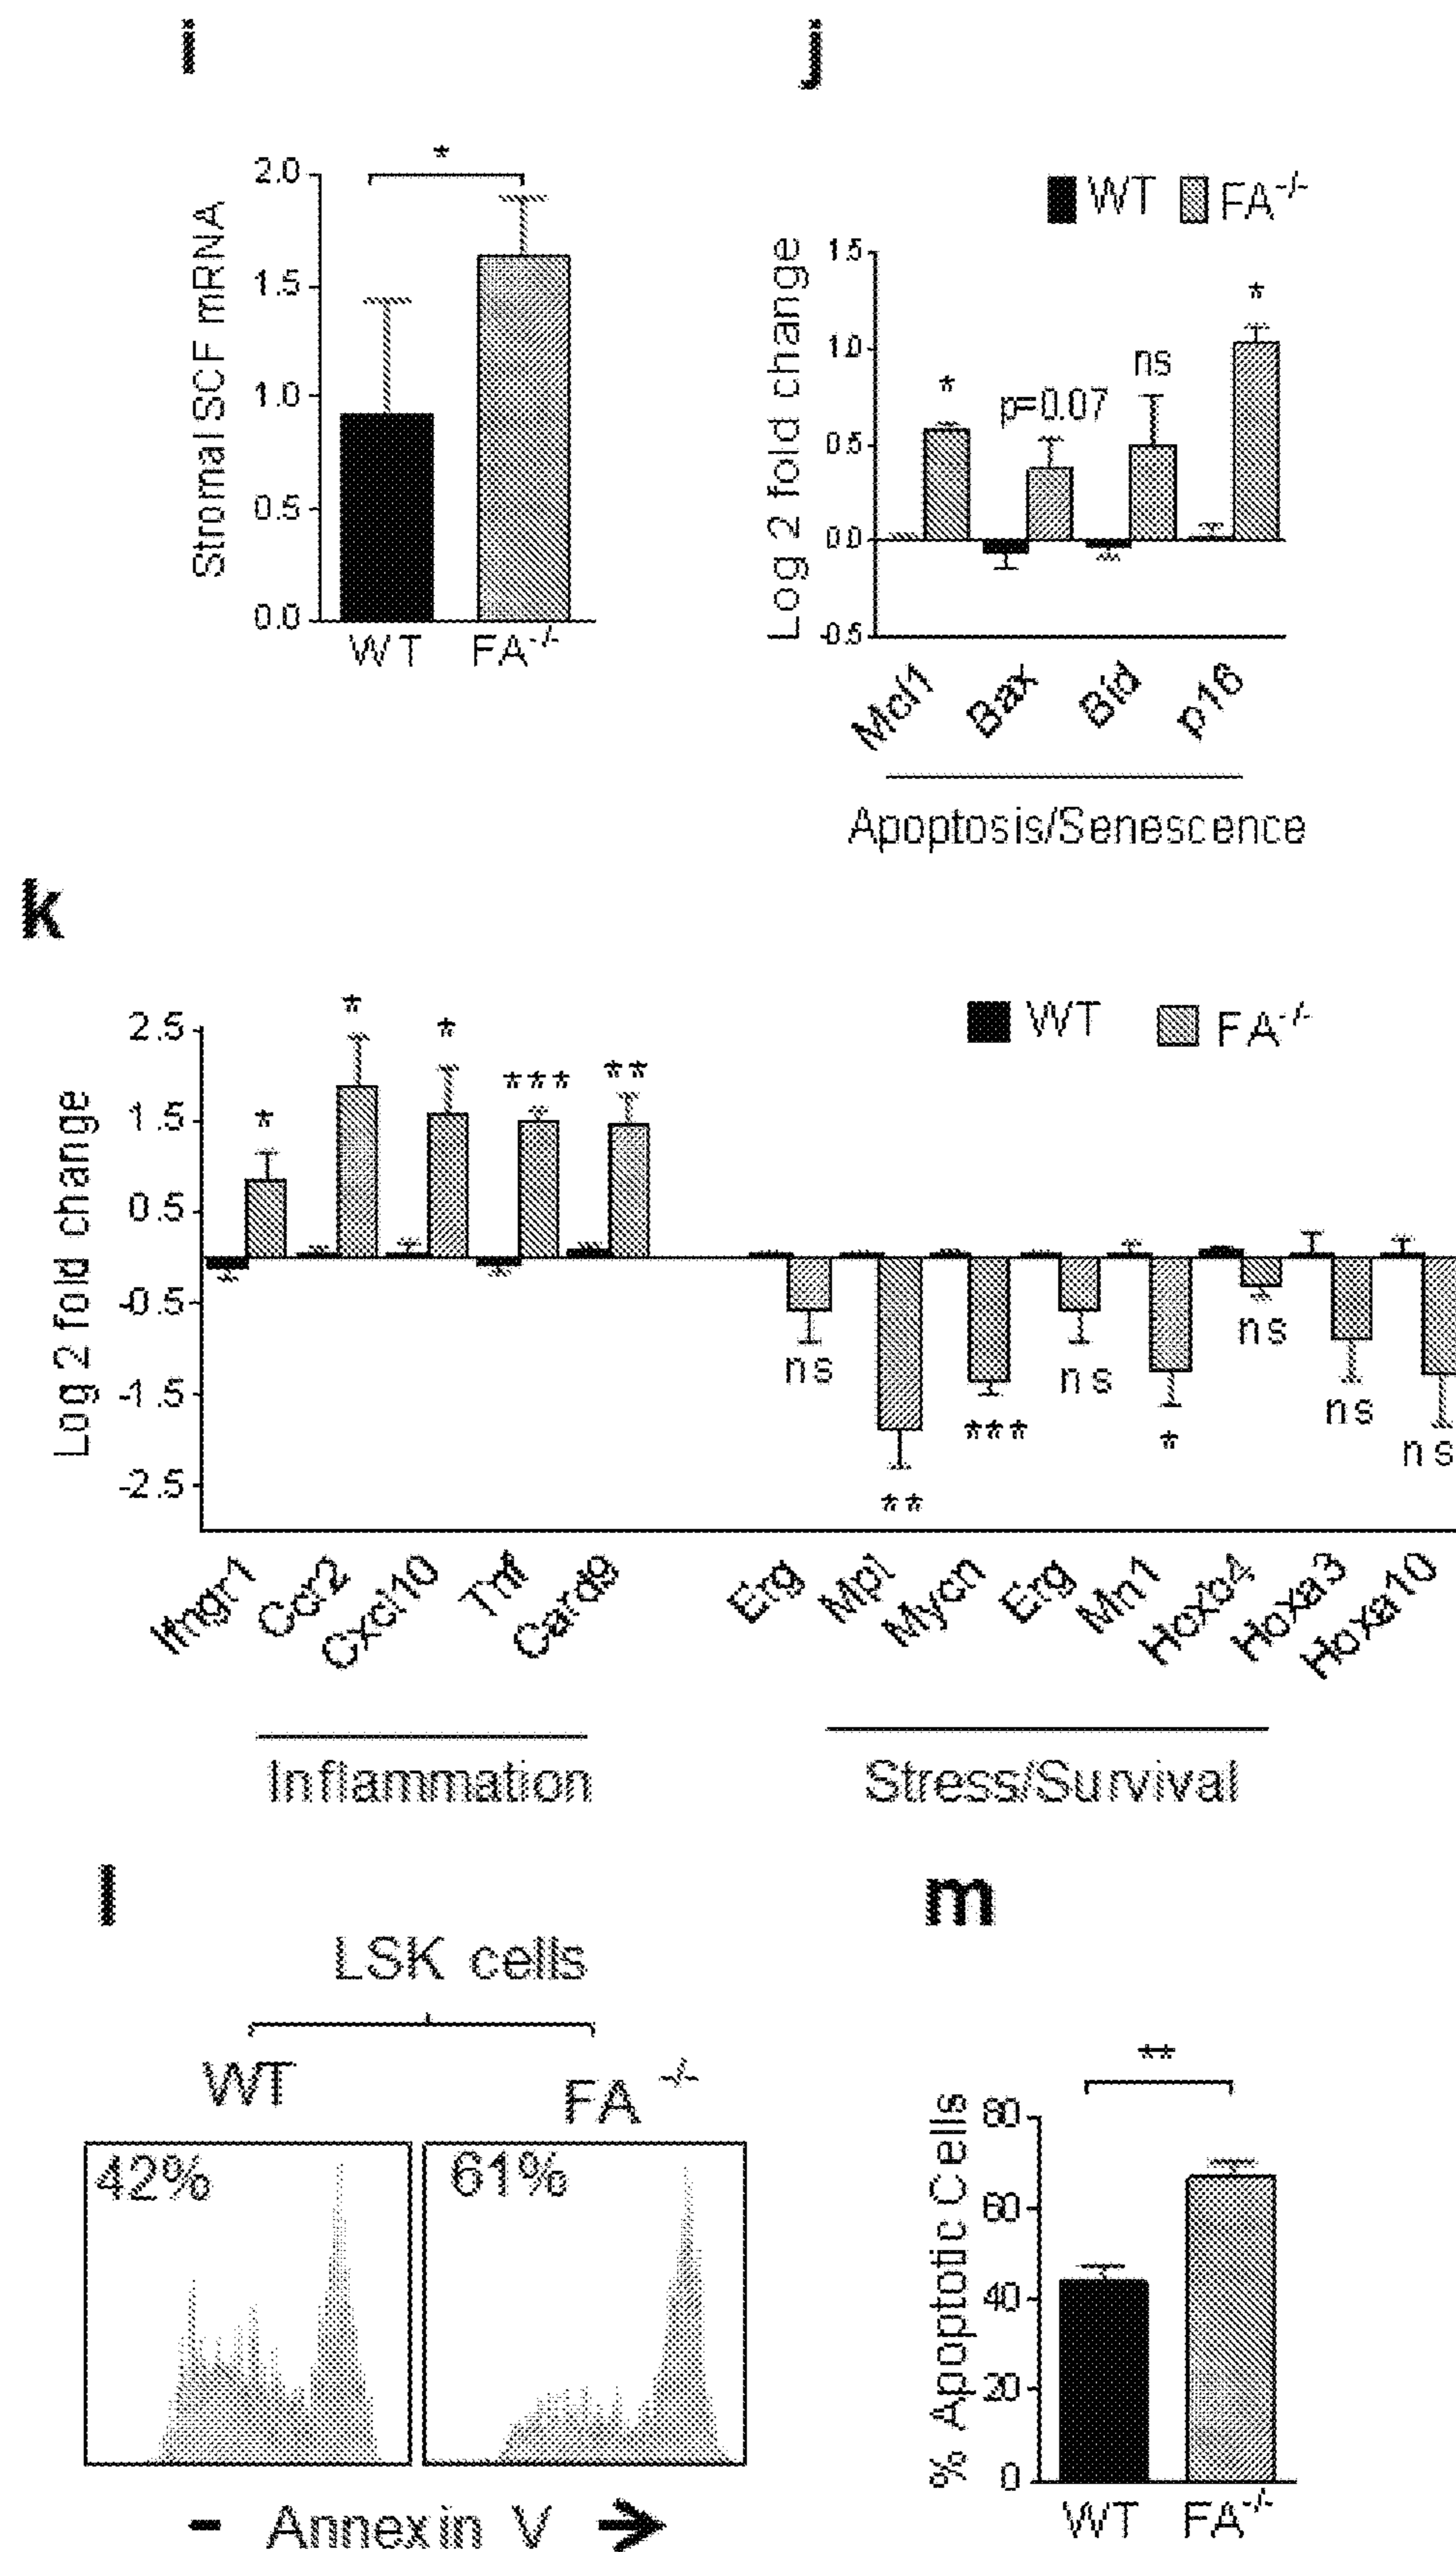 i
*
2.0
1.5
1.0
0.5
0.0
Stromal SCF mRNA
WT FA-/-
j
WT FA-/-
Log 2 fold change
1.5
1.0
0.5
0.0
-0.5
* p=0.07 ns *
Mcl1 Bax Bid p16
Apoptosis/Senescence
k
WT FA-/-
Log 2 fold change
2.5
1.5
0.5
-0.5
-1.5
-2.5
* * * *** **
ns ** *** ns * ns ns ns
Ifngr1 Ccr2 Cxcl10 Tnf Card9 Erg Mpl Mycn Erg Mn1 Hoxb4 Hoxa3 Hoxa10
Inflammation Stress/Survival
l
LSK cells
WT FA -/-
42% 61%
- Annexin V →
m
**
% Apoptotic Cells
80
60
40
20
0
WT FA-/-